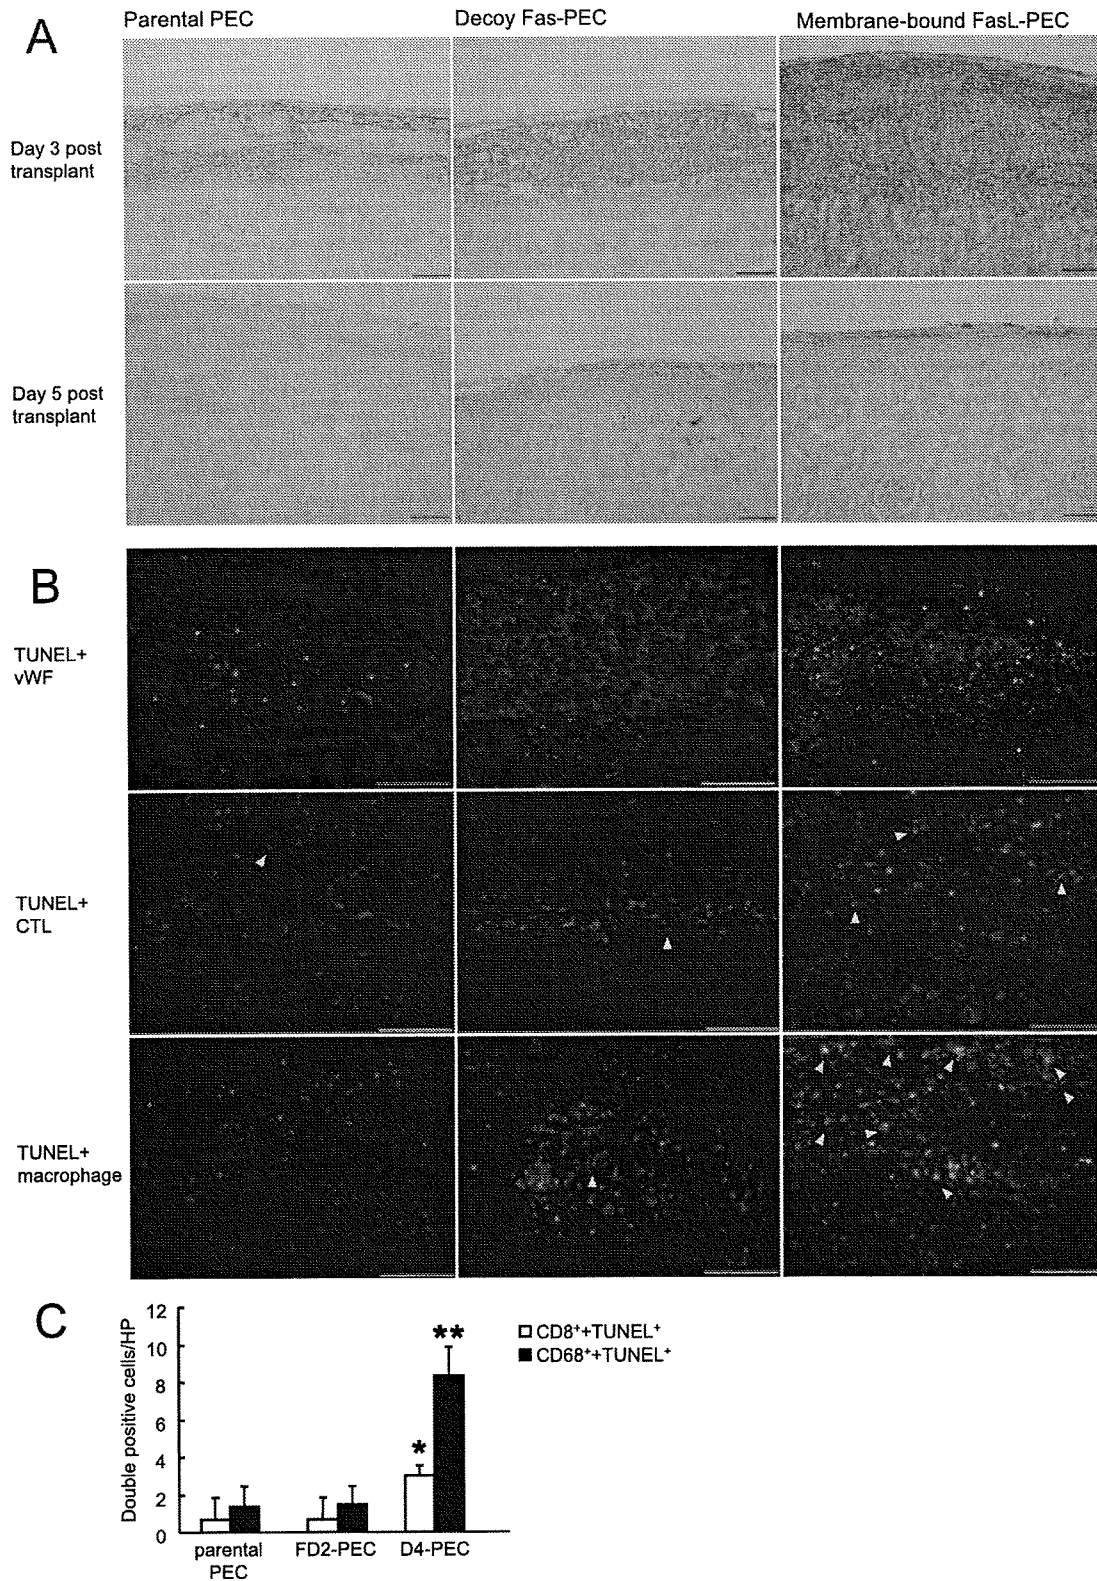 A
Parental PEC
Decoy Fas-PEC
Membrane-bound FasL-PEC
Day 3 post
transplant
Day 5 post
transplant
B
TUNEL+
vWF
TUNEL+
CTL
TUNEL+
macrophage
C
Double positive cells/HP
12
10
8
6
4
2
0
*
**
CD8⁺+TUNEL⁺
CD68⁺+TUNEL⁺
parental
PEC
FD2-PEC
D4-PEC